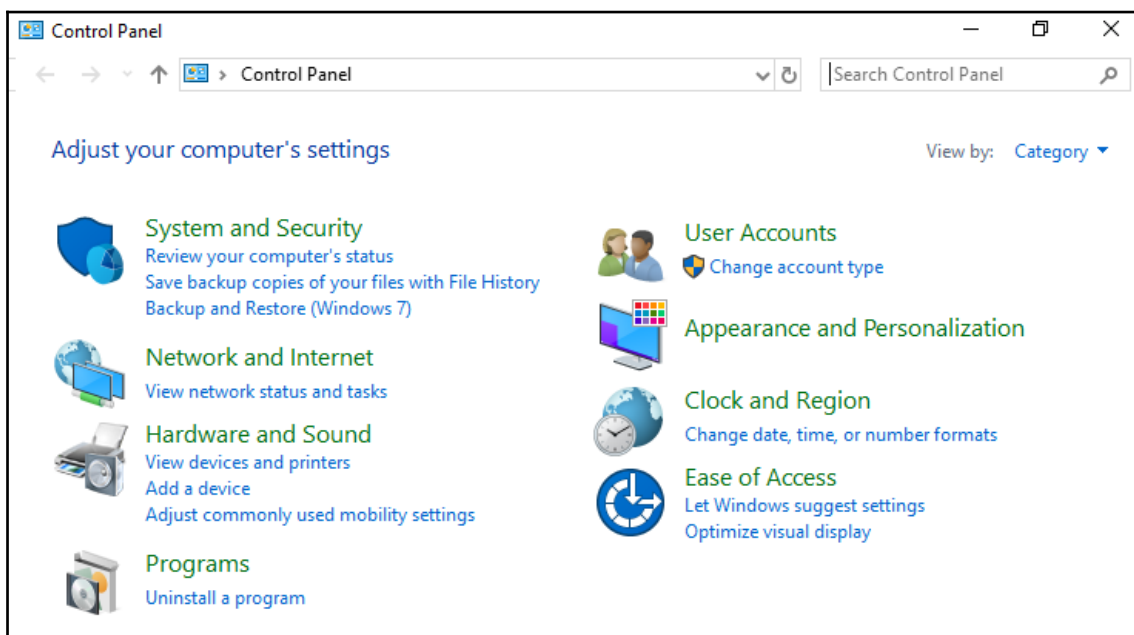 Control Panel
Control Panel
Search Control Panel
Adjust your computer's settings
View by: Category
System and Security
Review your computer's status
Save backup copies of your files with File History
Backup and Restore (Windows 7)
Network and Internet
View network status and tasks
Hardware and Sound
View devices and printers
Add a device
Adjust commonly used mobility settings
Programs
Uninstall a program
User Accounts
Change account type
Appearance and Personalization
Clock and Region
Change date, time, or number formats
Ease of Access
Let Windows suggest settings
Optimize visual display